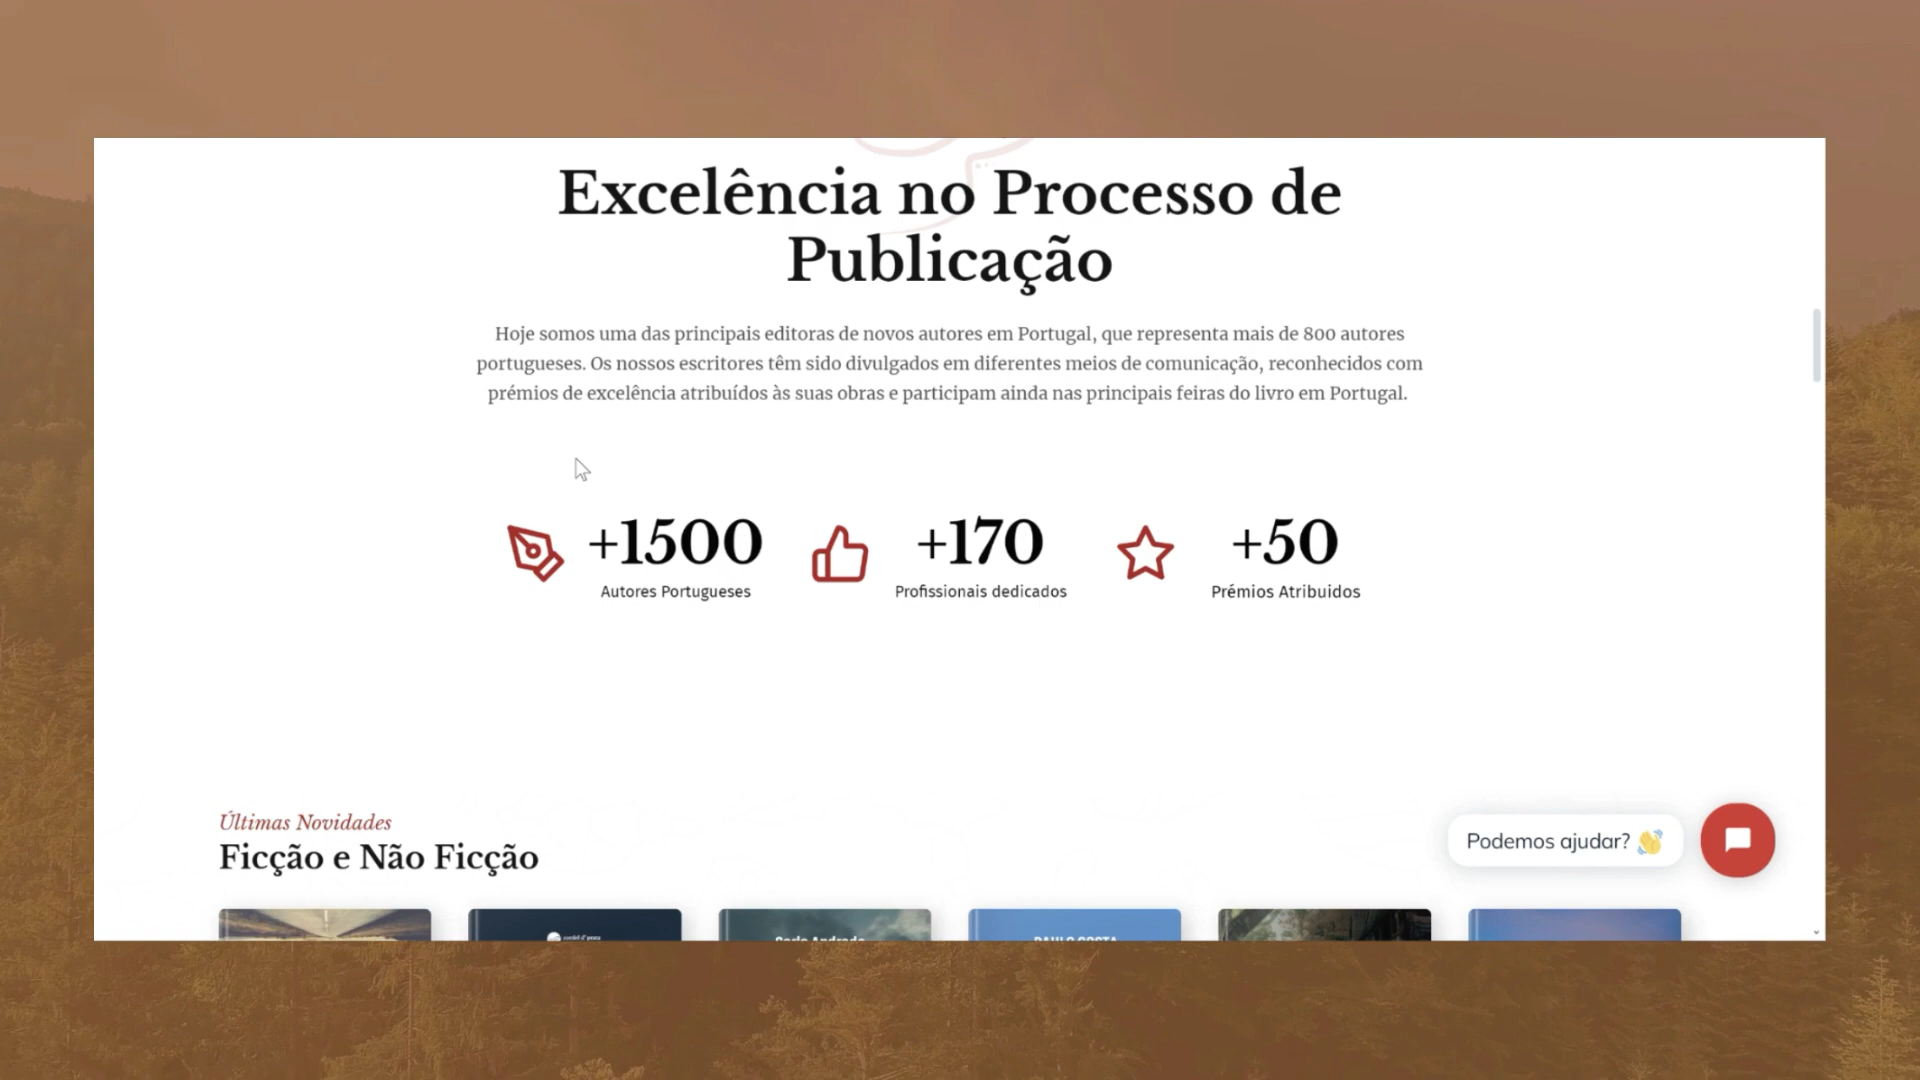 Excelência no Processo de
Publicação
Hoje somos uma das principais editoras de novos autores em Portugal, que representa mais de 800 autores
portugueses. Os nossos escritores têm sido divulgados em diferentes meios de comunicação, reconhecidos com
prémios de excelência atribuídos às suas obras e participam ainda nas principais feiras do livro em Portugal.
+1500
Autores Portugueses
+170
Profissionais dedicados
+50
Prémios Atribuidos
Últimas Novidades
Ficção e Não Ficção
Podemos ajudar? 👋
PAULO COSTA